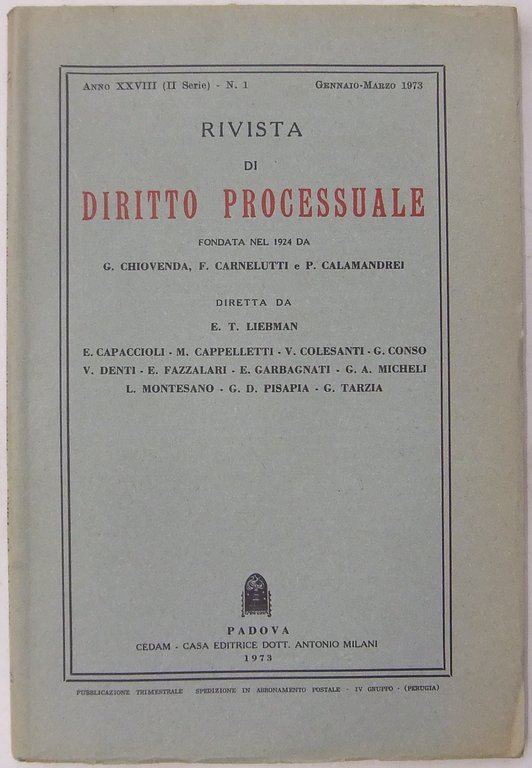 ANNO XXVIII (II Serie) - N. 1 GENNAIO-MARZO 1973
RIVISTA
DI
DIRITTO PROCESSUALE
FONDATA NEL 1924 DA
G. CHIOVENDA, F. CARNELUTTI e P. CALAMANDREI
DIRETTA DA
E. T. LIEBMAN
E. CAPACCIOLI - M. CAPPELLETTI - V. COLESANTI - G. CONSO
V. DENTI - E. FAZZALARI - E. GARBAGNATI - G. A. MICHELI
L. MONTESANO - G. D. PISAPIA - G. TARZIA
PADOVA
CEDAM - CASA EDITRICE DOTT. ANTONIO MILANI
1973
PUBBLICAZIONE TRIMESTRALE SPEDIZIONE IN ABBONAMENTO POSTALE - IV GRUPPO - (PERUGIA)